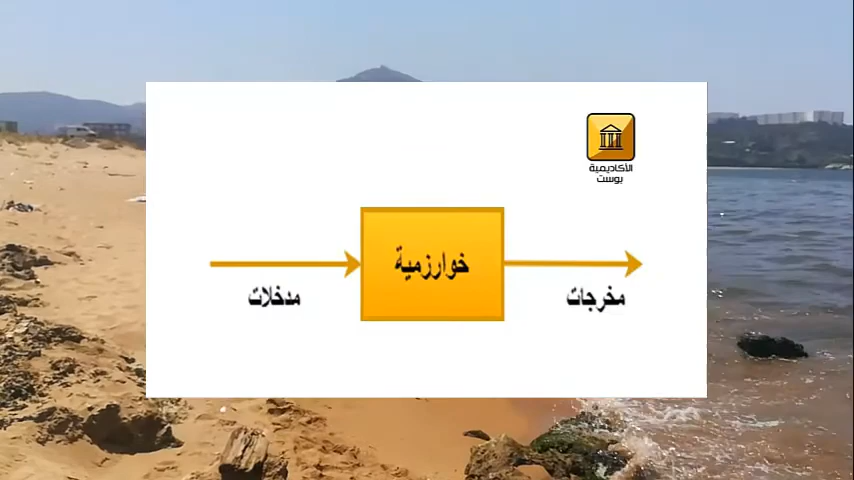 الأكاديمية
بوست
خوارزمية
مدخلات
مخرجات